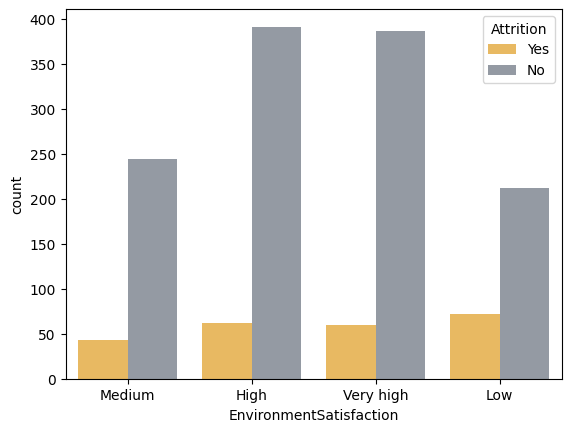 400
350
300
250
200
150
100
50
0
count
Attrition
Yes
No
Medium
High
Very high
Low
EnvironmentSatisfaction